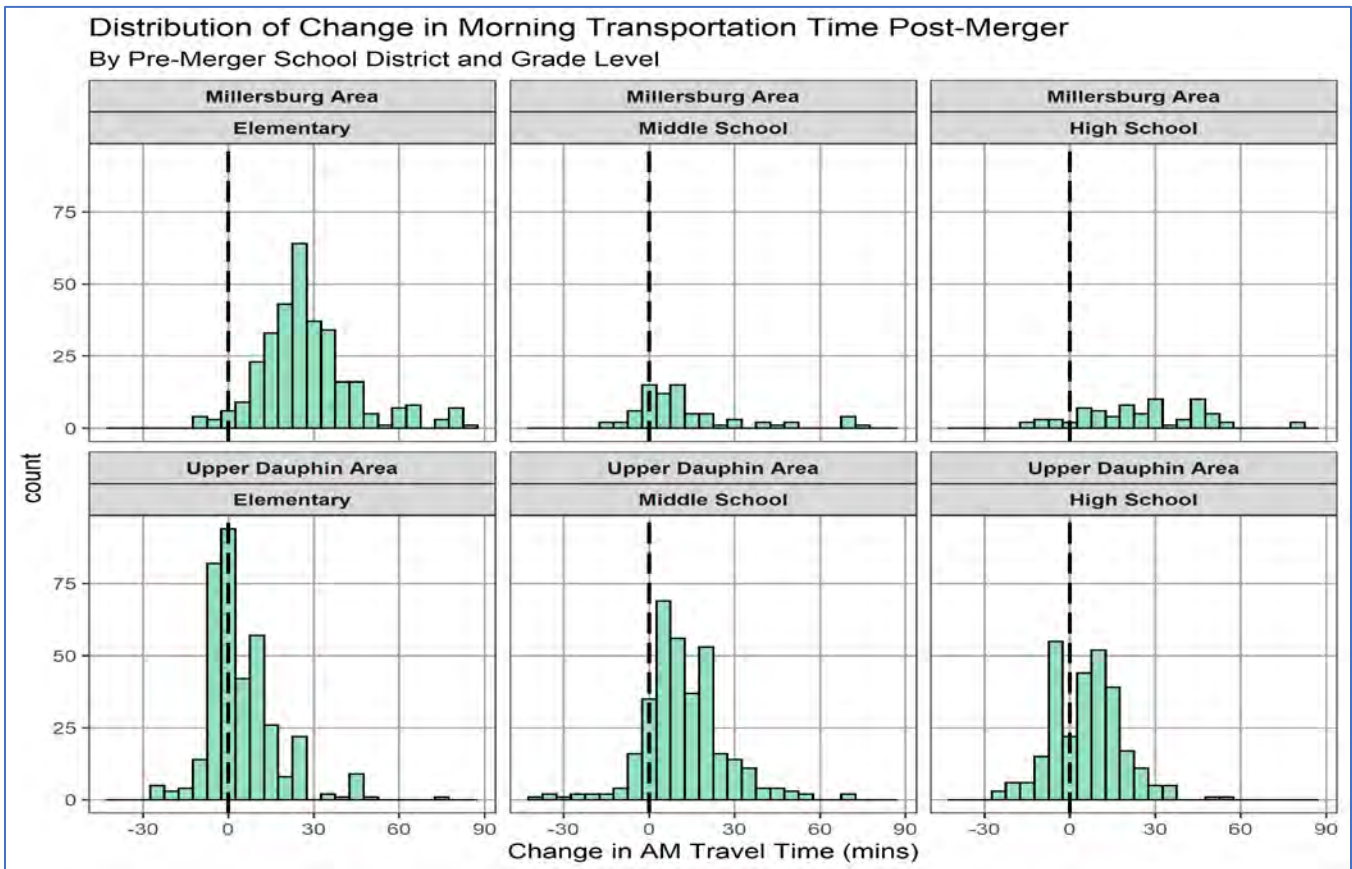 Distribution of Change in Morning Transportation Time Post-Merger
By Pre-Merger School District and Grade Level
Millersburg Area
Elementary
Millersburg Area
Middle School
Millersburg Area
High School
75
50
25
0
Upper Dauphin Area
Elementary
Upper Dauphin Area
Middle School
Upper Dauphin Area
High School
75
50
25
0
count
-30 0 30 60 90
-30 0 30 60 90
-30 0 30 60 90
Change in AM Travel Time (mins)